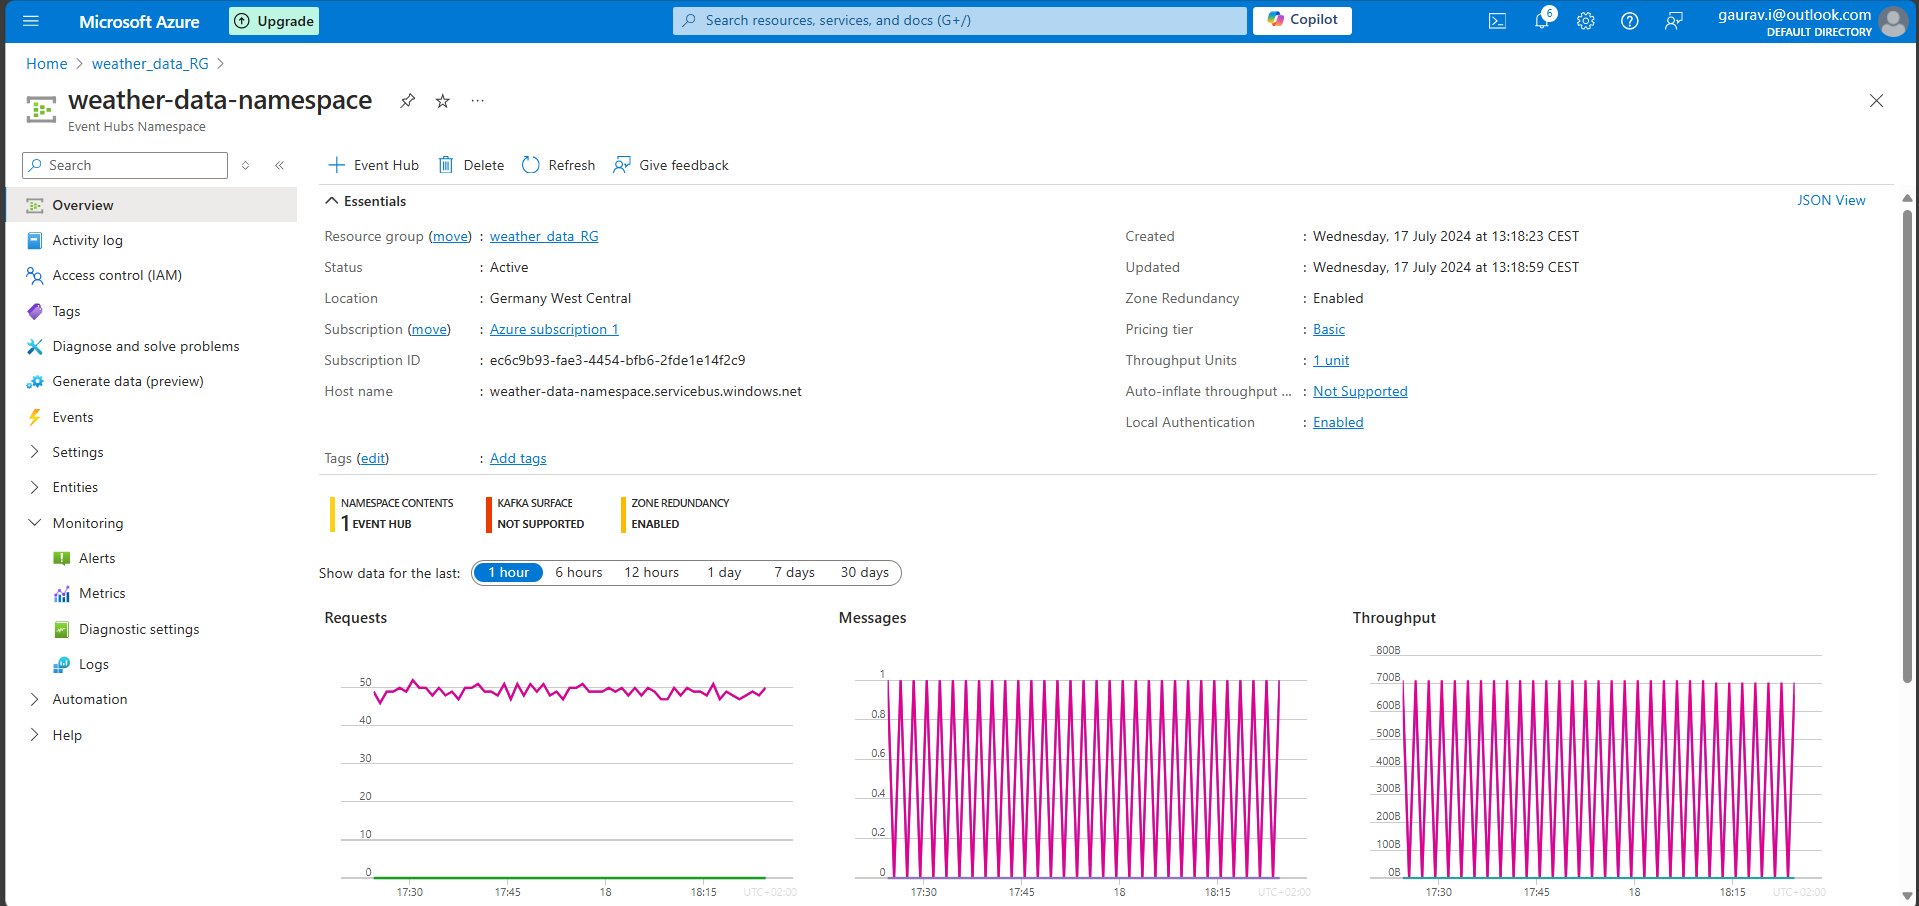 Microsoft Azure
Upgrade
Search resources, services, and docs (G+/)
Copilot
6
gaurav.i@outlook.com
DEFAULT DIRECTORY
Home > weather_data_RG >
weather-data-namespace
Event Hubs Namespace
Search
Event Hub
Delete
Refresh
Give feedback
Overview
Activity log
Access control (IAM)
Tags
Diagnose and solve problems
Generate data (preview)
Events
Settings
Entities
Monitoring
Alerts
Metrics
Diagnostic settings
Logs
Automation
Help
Essentials
JSON View
Resource group (move) : weather_data_RG
Status : Active
Location : Germany West Central
Subscription (move) : Azure subscription 1
Subscription ID : ec6c9b93-fae3-4454-bfb6-2fde1e14f2c9
Host name : weather-data-namespace.servicebus.windows.net
Created : Wednesday, 17 July 2024 at 13:18:23 CEST
Updated : Wednesday, 17 July 2024 at 13:18:59 CEST
Zone Redundancy : Enabled
Pricing tier : Basic
Throughput Units : 1 unit
Auto-inflate throughput ... : Not Supported
Local Authentication : Enabled
Tags (edit) : Add tags
NAMESPACE CONTENTS
1 EVENT HUB
KAFKA SURFACE
NOT SUPPORTED
ZONE REDUNDANCY
ENABLED
Show data for the last: 1 hour 6 hours 12 hours 1 day 7 days 30 days
Requests
50
40
30
20
10
0
17:30 17:45 18 18:15 UTC+02:00
Messages
1
0.8
0.6
0.4
0.2
0
17:30 17:45 18 18:15 UTC+02:00
Throughput
800B
700B
600B
500B
400B
300B
200B
100B
0B
17:30 17:45 18 18:15 UTC+02:00